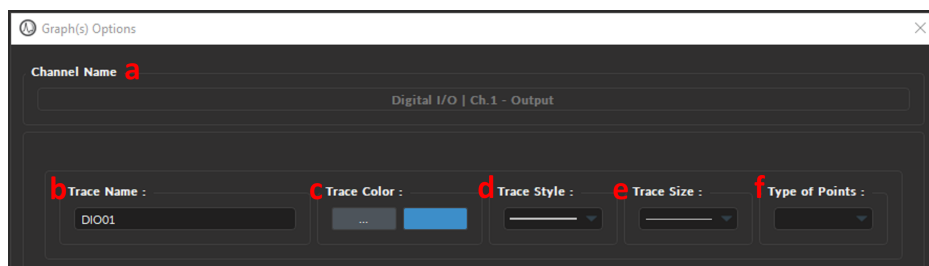 Graph(s) Options
Channel Name a
Digital I/O | Ch.1 - Output
b Trace Name : c Trace Color : d Trace Style : e Trace Size : f Type of Points :
DIO01 ...